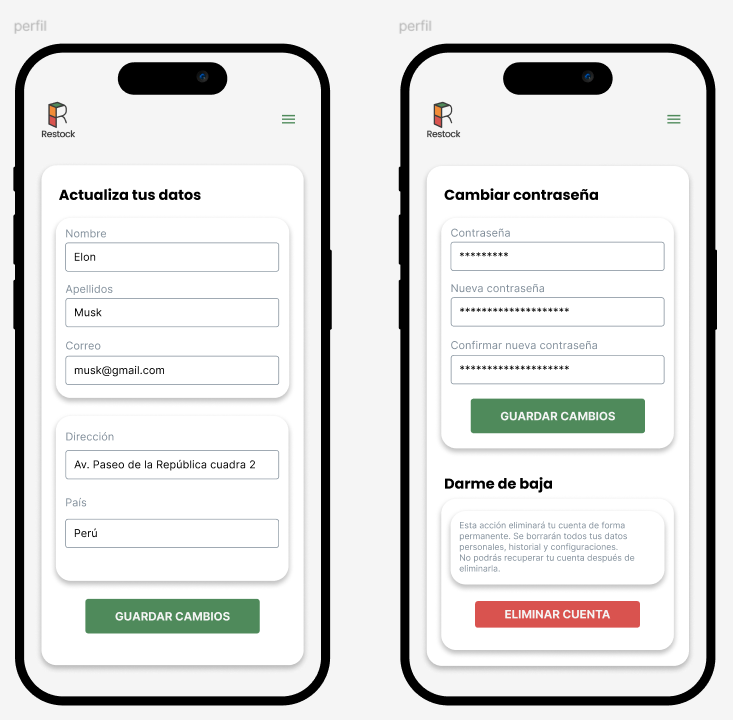 perfil
Restock
Actualiza tus datos
Nombre
Elon
Apellidos
Musk
Correo
musk@gmail.com
Dirección
Av. Paseo de la República cuadra 2
País
Perú
GUARDAR CAMBIOS
perfil
Restock
Cambiar contraseña
Contraseña
*********
Nueva contraseña
********************
Confirmar nueva contraseña
********************
GUARDAR CAMBIOS
Darme de baja
Esta acción eliminará tu cuenta de forma
permanente. Se borrarán todos tus datos
personales, historial y configuraciones.
No podrás recuperar tu cuenta después de
eliminarla.
ELIMINAR CUENTA